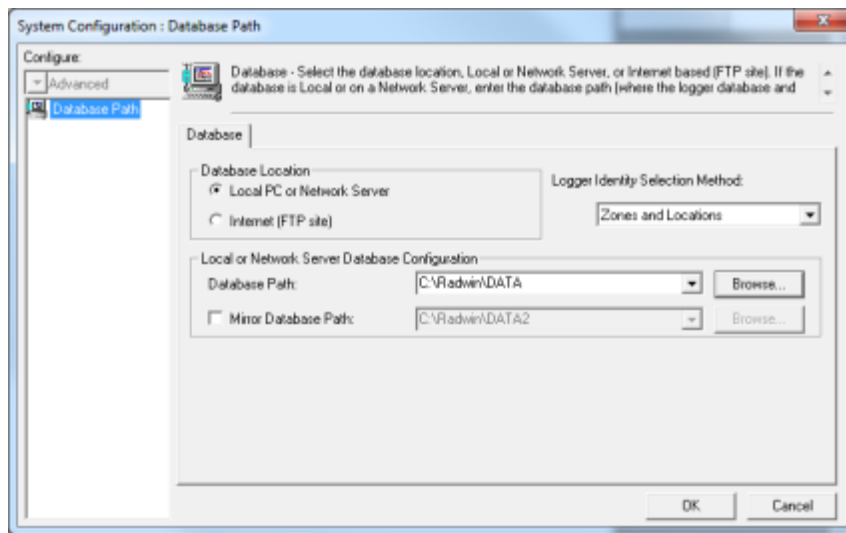 System Configuration : Database Path
Configure:
Advanced
Database Path
Database - Select the database location, Local or Network Server, or Internet based (FTP site). If the
database is Local or on a Network Server, enter the database path (where the logger database and
Database
Database Location
Local PC or Network Server
Internet (FTP site)
Logger Identity Selection Method:
Zones and Locations
Local or Network Server Database Configuration
Database Path: C:\Radwin\DATA Browse...
Mirror Database Path: C:\Radwin\DATA2 Browse...
OK Cancel